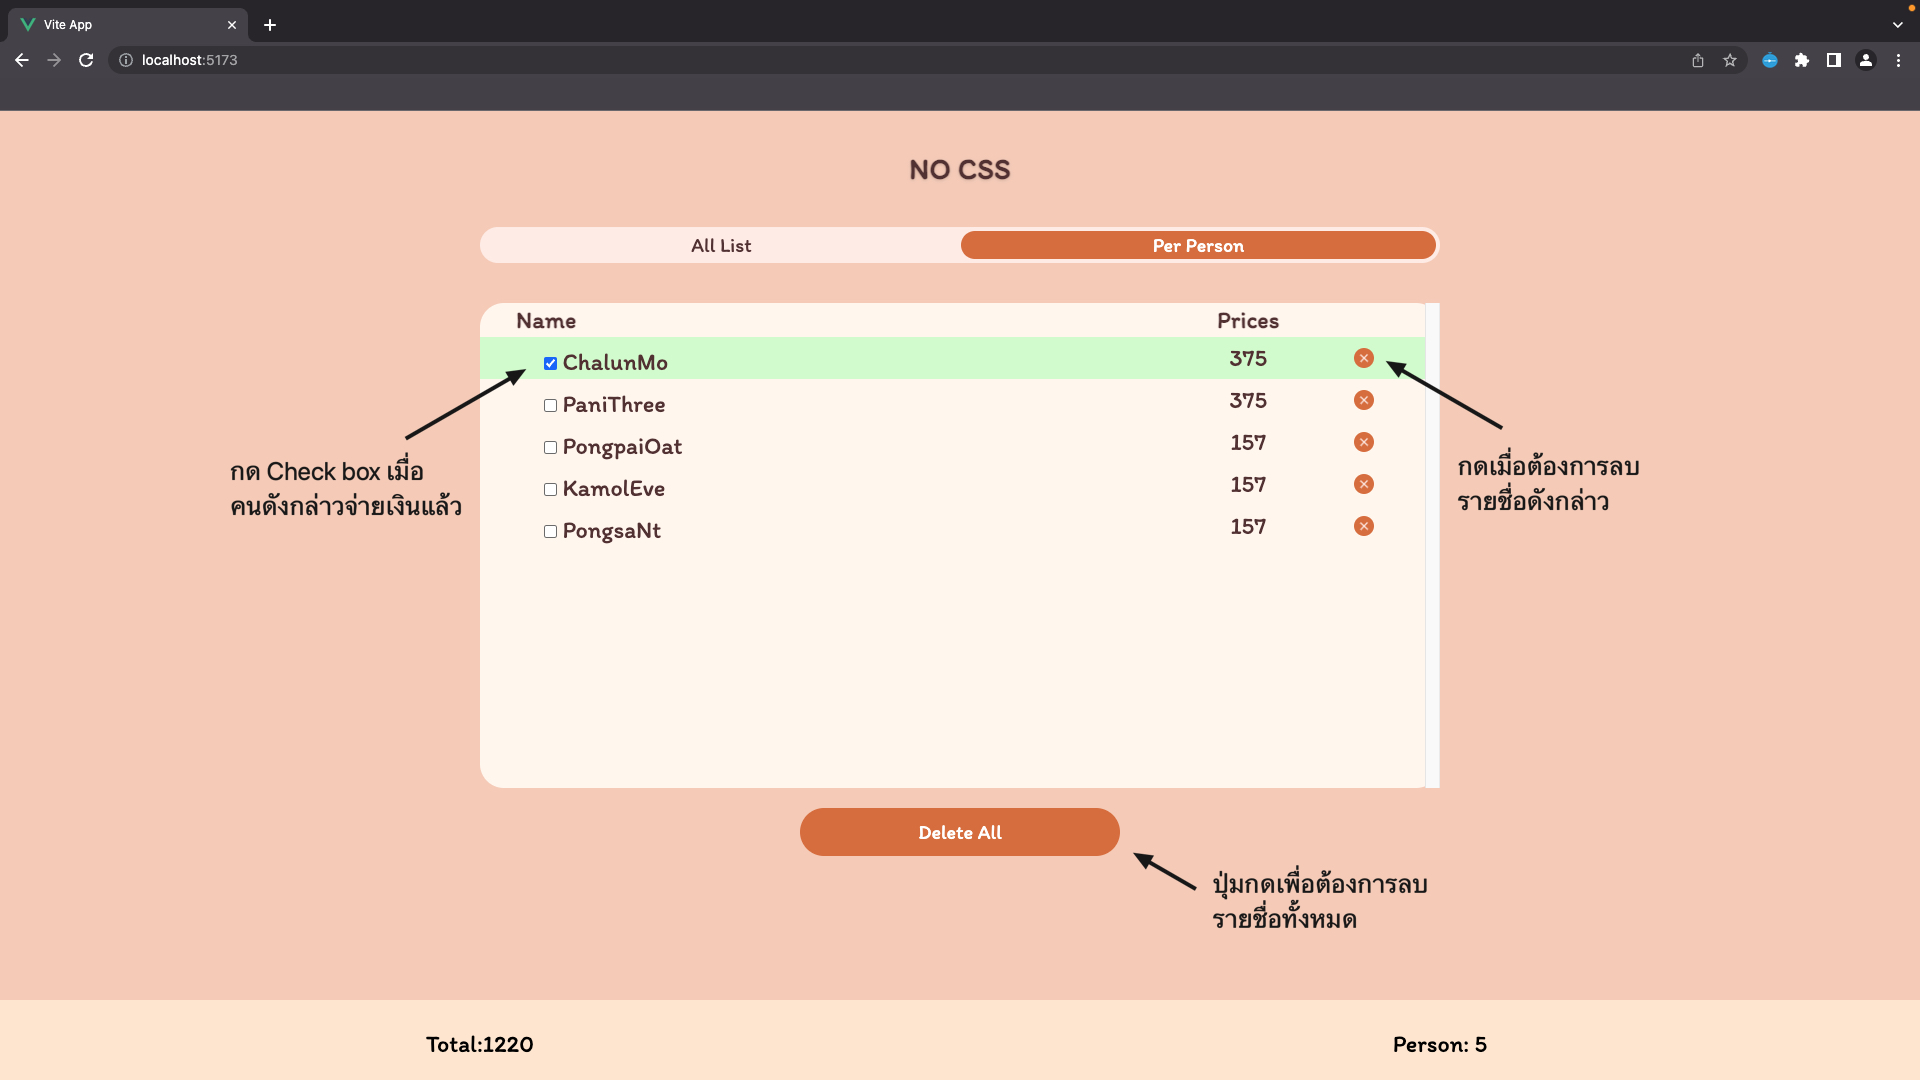 Vite App
localhost:5173
NO CSS
All List
Per Person
Name
Prices
ChalunMo
375
PaniThree
375
PongpaiOat
157
KamolEve
157
PongsaNt
157
กด Check box เมื่อ
คนดังกล่าวจ่ายเงินแล้ว
กดเมื่อต้องการลบ
รายชื่อดังกล่าว
Delete All
ปุ่มกดเพื่อต้องการลบ
รายชื่อทั้งหมด
Total:1220
Person: 5